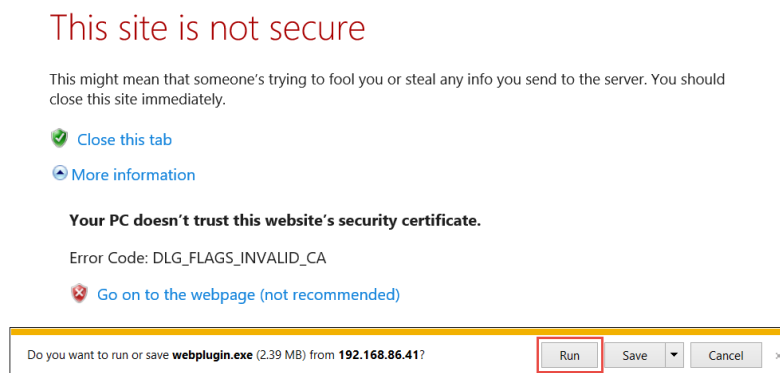 This site is not secure
This might mean that someone's trying to fool you or steal any info you send to the server. You should
close this site immediately.
Close this tab
More information
Your PC doesn't trust this website's security certificate.
Error Code: DLG_FLAGS_INVALID_CA
Go on to the webpage (not recommended)
Do you want to run or save webplugin.exe (2.39 MB) from 192.168.86.41? Run Save Cancel